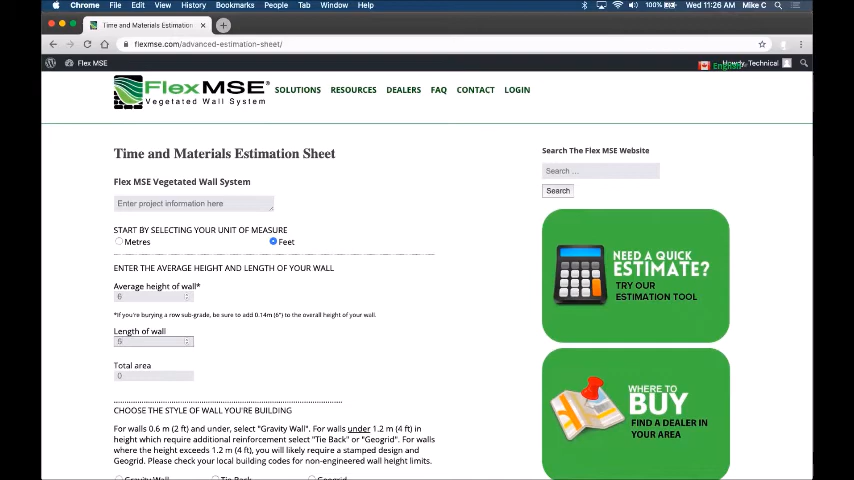 Chrome File Edit View History Bookmarks People Tab Window Help
100% Wed 11:26 AM Mike C
Time and Materials Estimation
flexmse.com/advanced-estimation-sheet/
Flex MSE
English
Howdy, Technical
FlexMSE®
Vegetated Wall System
SOLUTIONS RESOURCES DEALERS FAQ CONTACT LOGIN
Time and Materials Estimation Sheet
Search The Flex MSE Website
Flex MSE Vegetated Wall System
Search ...
Search
Enter project information here
START BY SELECTING YOUR UNIT OF MEASURE
Metres Feet
ENTER THE AVERAGE HEIGHT AND LENGTH OF YOUR WALL
Average height of wall*
6
*If you're burying a row sub-grade, be sure to add 0.14m (6") to the overall height of your wall.
Length of wall
Total area
0
NEED A QUICK
ESTIMATE?
TRY OUR
ESTIMATION TOOL
CHOOSE THE STYLE OF WALL YOU'RE BUILDING
For walls 0.6 m (2 ft) and under, select "Gravity Wall". For walls under 1.2 m (4 ft) in
height which require additional reinforcement select "Tie Back" or "Geogrid". For walls
where the height exceeds 1.2 m (4 ft), you will likely require a stamped design and
Geogrid. Please check your local building codes for non-engineered wall height limits.
Gravity Wall Tie Back Geogrid
WHERE TO
BUY
FIND A DEALER IN
YOUR AREA